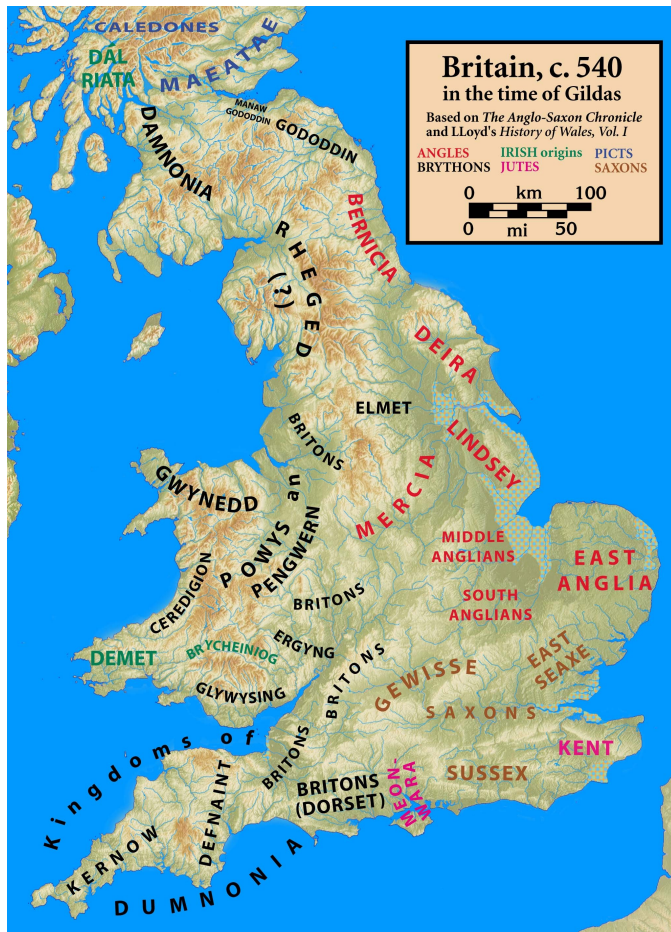 CALEDONES
DAL
RIATA
MAEATAE
Britain, c. 540
in the time of Gildas
Based on The Anglo-Saxon Chronicle
and LLoyd's History of Wales, Vol. I
ANGLES IRISH origins PICTS
BRYTHONS JUTES SAXONS
0 km 100
0 mi 50
MANAW
GODODDIN
GODODDIN
DAMNONIA
BERNICIA
RHEGED
(?)
DEIRA
ELMET
BRITONS
LINDSEY
MERCIA
GWYNEDD
POWYS an
PENGWERN
MIDDLE
ANGLIANS
EAST
ANGLIA
SOUTH
ANGLIANS
CEREDIGION
BRITONS
DEMET
BRYCHEINIOG
ERGYNG
GLYWYSING
BRITONS
GEWISSE
EAST
SEAXE
SAXONS
KENT
SUSSEX
BRITONS
BRITONS
(DORSET)
MEON-
WARA
Kingdoms of
DUMNONIA
KERNOW
DEFNAINT